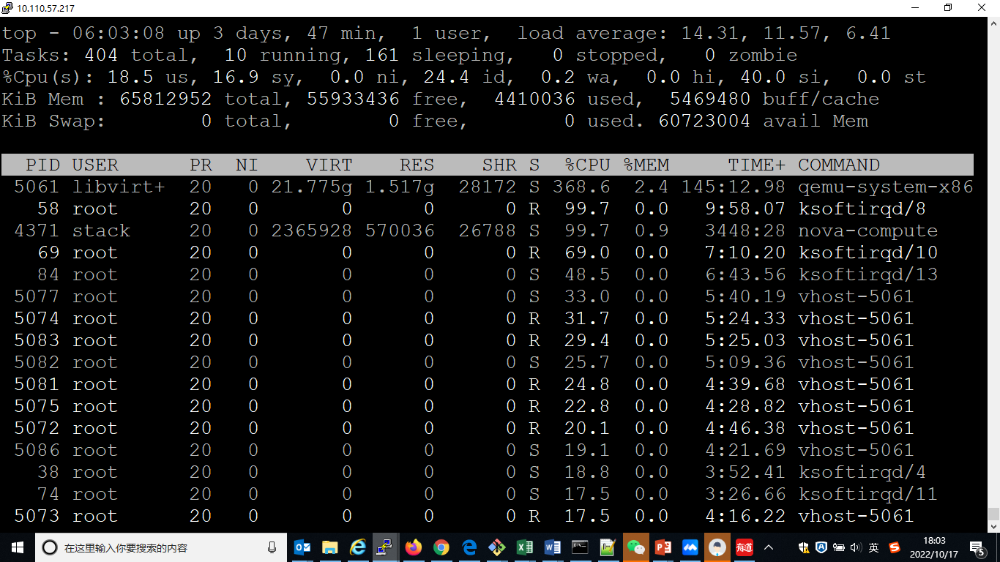 10.110.57.217
top - 06:03:08 up 3 days, 47 min,  1 user,  load average: 14.31, 11.57, 6.41
Tasks: 404 total,  10 running, 161 sleeping,   0 stopped,   0 zombie
%Cpu(s): 18.5 us, 16.9 sy,  0.0 ni, 24.4 id,  0.2 wa,  0.0 hi, 40.0 si,  0.0 st
KiB Mem : 65812952 total, 55933436 free,  4410036 used,  5469480 buff/cache
KiB Swap:        0 total,        0 free,        0 used. 60723004 avail Mem
PID USER      PR  NI    VIRT    RES    SHR S  %CPU %MEM     TIME+ COMMAND
5061 libvirt+  20   0 21.775g 1.517g  28172 S 368.6  2.4 145:12.98 qemu-system-x86
58 root      20   0       0      0      0 R  99.7  0.0   9:58.07 ksoftirqd/8
4371 stack     20   0 2365928 570036  26788 S  99.7  0.9   3448:28 nova-compute
69 root      20   0       0      0      0 R  69.0  0.0   7:10.20 ksoftirqd/10
84 root      20   0       0      0      0 S  48.5  0.0   6:43.56 ksoftirqd/13
5077 root      20   0       0      0      0 S  33.0  0.0   5:40.19 vhost-5061
5074 root      20   0       0      0      0 R  31.7  0.0   5:24.33 vhost-5061
5083 root      20   0       0      0      0 R  29.4  0.0   5:25.03 vhost-5061
5082 root      20   0       0      0      0 S  25.7  0.0   5:09.36 vhost-5061
5081 root      20   0       0      0      0 R  24.8  0.0   4:39.68 vhost-5061
5075 root      20   0       0      0      0 R  22.8  0.0   4:28.82 vhost-5061
5072 root      20   0       0      0      0 R  20.1  0.0   4:46.38 vhost-5061
5086 root      20   0       0      0      0 S  19.1  0.0   4:21.69 vhost-5061
38 root      20   0       0      0      0 S  18.8  0.0   3:52.41 ksoftirqd/4
74 root      20   0       0      0      0 S  17.5  0.0   3:26.66 ksoftirqd/11
5073 root      20   0       0      0      0 R  17.5  0.0   4:16.22 vhost-5061
在这里输入你要搜索的内容
有道
英
18:03
2022/10/17
5